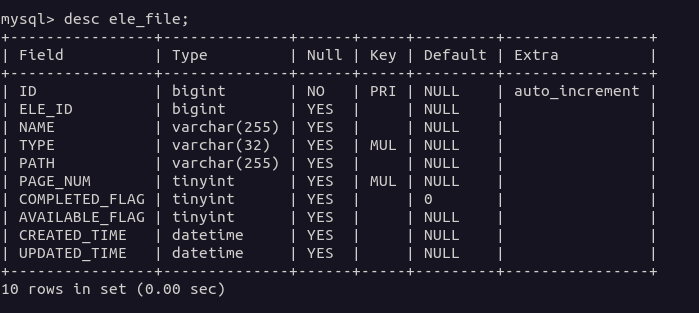 mysql> desc ele_file;
+----------------+--------------+------+-----+---------+----------------+
| Field          | Type         | Null | Key | Default | Extra          |
+----------------+--------------+------+-----+---------+----------------+
| ID             | bigint       | NO   | PRI | NULL    | auto_increment |
| ELE_ID         | bigint       | YES  |     | NULL    |                |
| NAME           | varchar(255) | YES  |     | NULL    |                |
| TYPE           | varchar(32)  | YES  | MUL | NULL    |                |
| PATH           | varchar(255) | YES  |     | NULL    |                |
| PAGE_NUM       | tinyint      | YES  | MUL | NULL    |                |
| COMPLETED_FLAG | tinyint      | YES  |     | 0       |                |
| AVAILABLE_FLAG | tinyint      | YES  |     | NULL    |                |
| CREATED_TIME   | datetime     | YES  |     | NULL    |                |
| UPDATED_TIME   | datetime     | YES  |     | NULL    |                |
+----------------+--------------+------+-----+---------+----------------+
10 rows in set (0.00 sec)